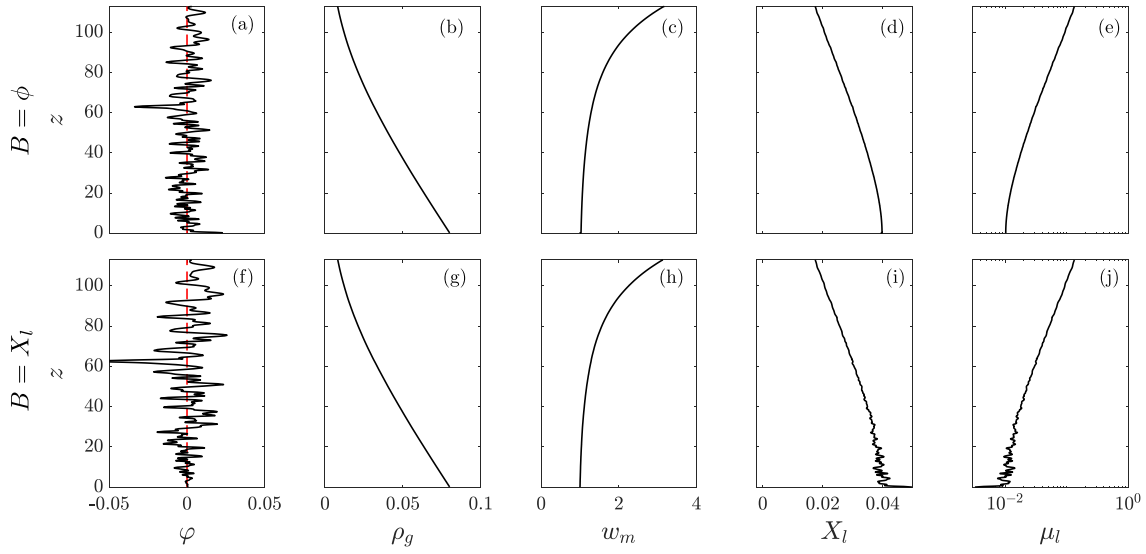 B = ϕ
z
100
80
60
40
20
0
(a)
(b)
(c)
(d)
(e)
B = X_l
z
100
80
60
40
20
0
(f)
(g)
(h)
(i)
(j)
-0.05 0 0.05
0 0.05 0.1
0 2 4
0 0.02 0.04
10^{-2} 10^0
φ
ρ_g
w_m
X_l
μ_l